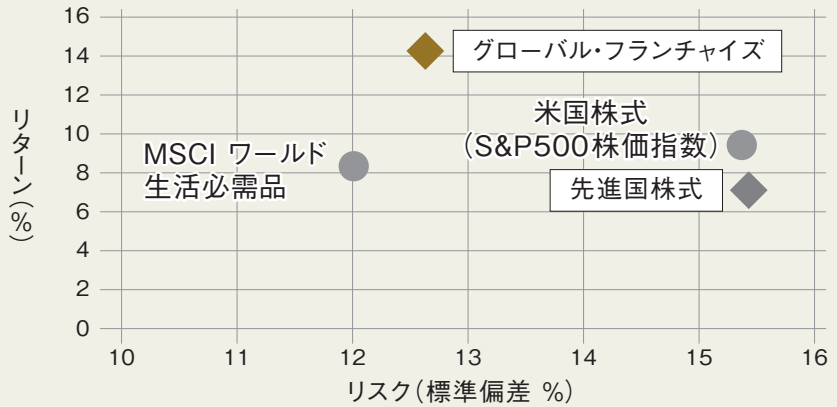 16
14
12
10
8
6
4
2
0
リターン(%)
グローバル・フランチャイズ
米国株式
(S&P500株価指数)
MSCI ワールド
生活必需品
先進国株式
10 11 12 13 14 15 16
リスク(標準偏差 %)